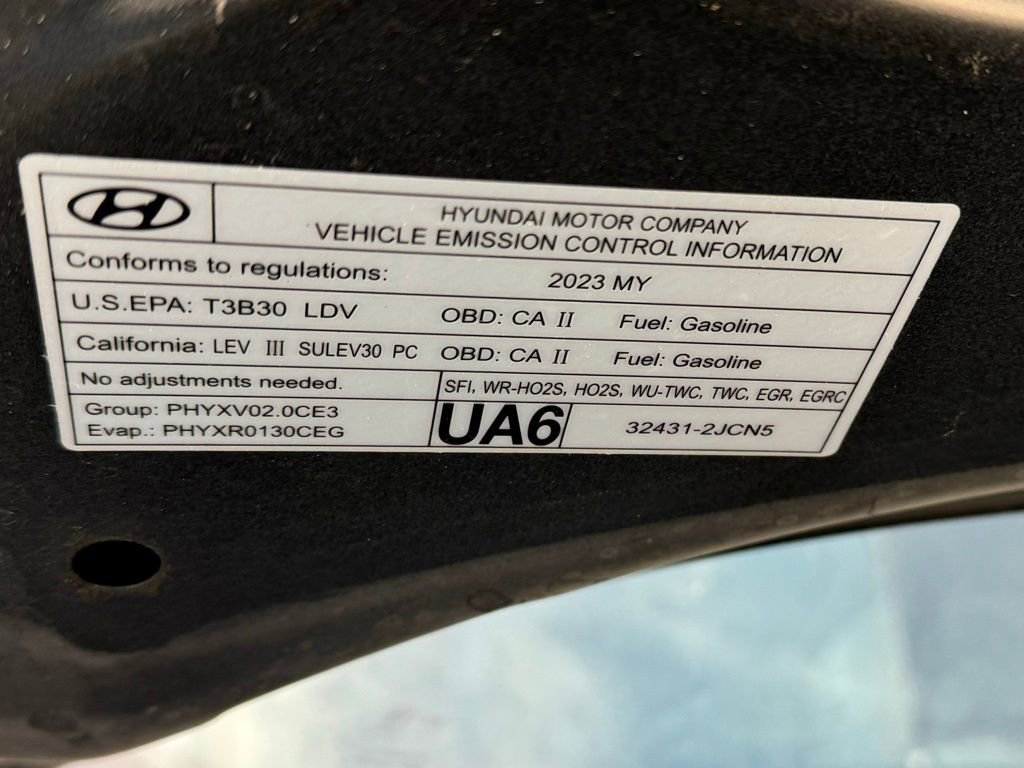 HYUNDAI MOTOR COMPANY
VEHICLE EMISSION CONTROL INFORMATION
Conforms to regulations: 2023 MY
U.S.EPA: T3B30 LDV OBD: CA II Fuel: Gasoline
California: LEV III SULEV30 PC OBD: CA II Fuel: Gasoline
No adjustments needed. SFI, WR-HO2S, HO2S, WU-TWC, TWC, EGR, EGRC
Group: PHYXV02.0CE3
Evap.: PHYXR0130CEG
UA6
32431-2JCN5